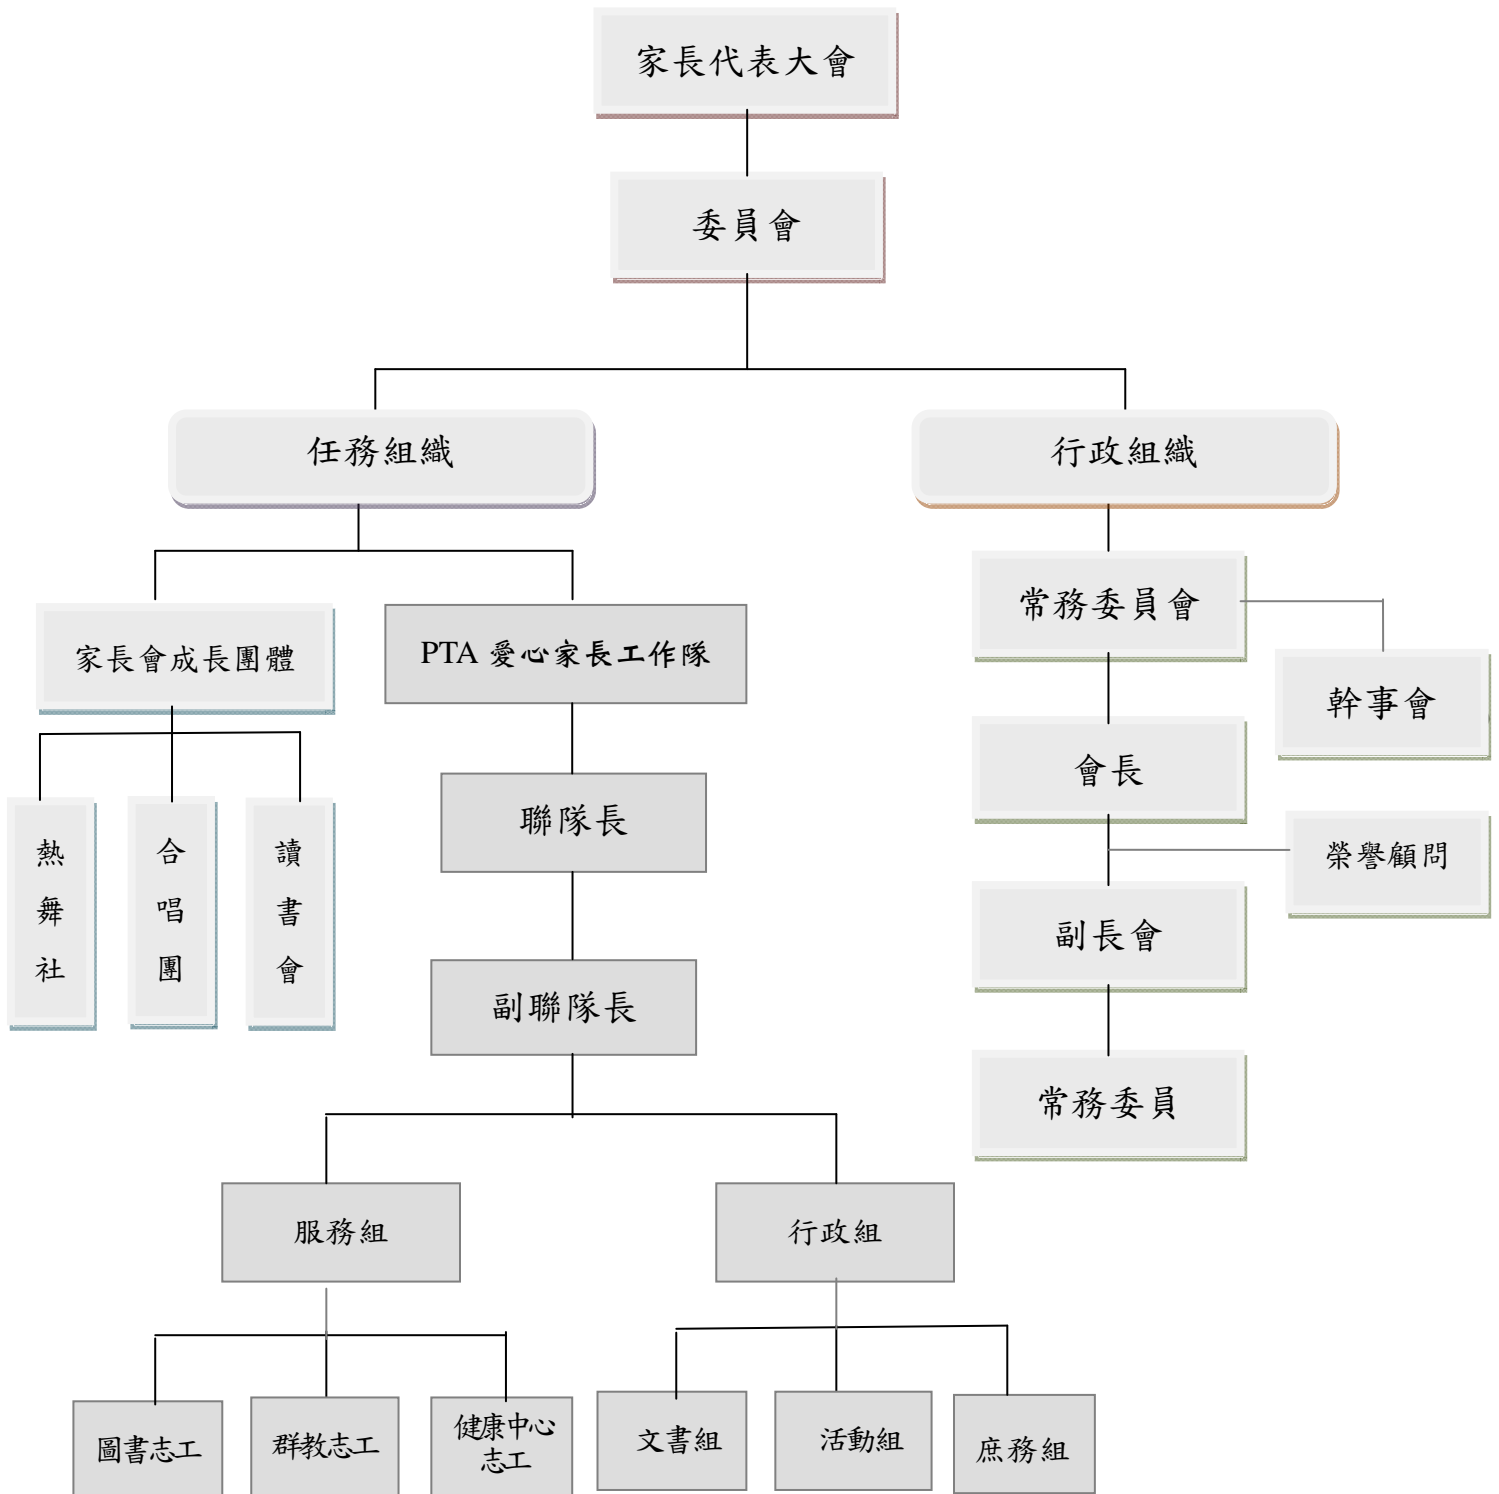 家長代表大會
委員會
任務組織
行政組織
家長會成長團體
PTA 愛心家長工作隊
常務委員會
幹事會
熱舞社
合唱團
讀書會
聯隊長
會長
榮譽顧問
副聯隊長
副長會
常務委員
服務組
行政組
圖書志工
群教志工
健康中心
志工
文書組
活動組
庶務組